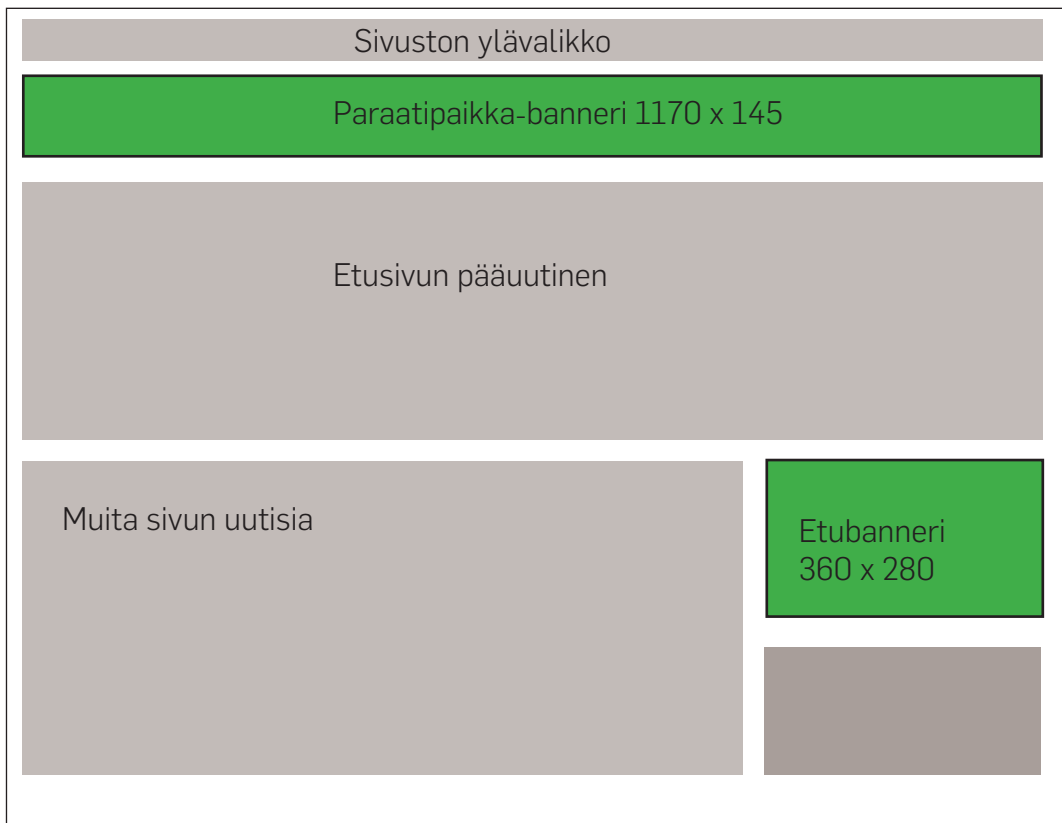 Sivuston ylävalikko
Paraatipaikka-banneri 1170 x 145
Etusivun pääuutinen
Muita sivun uutisia
Etubanneri
360 x 280